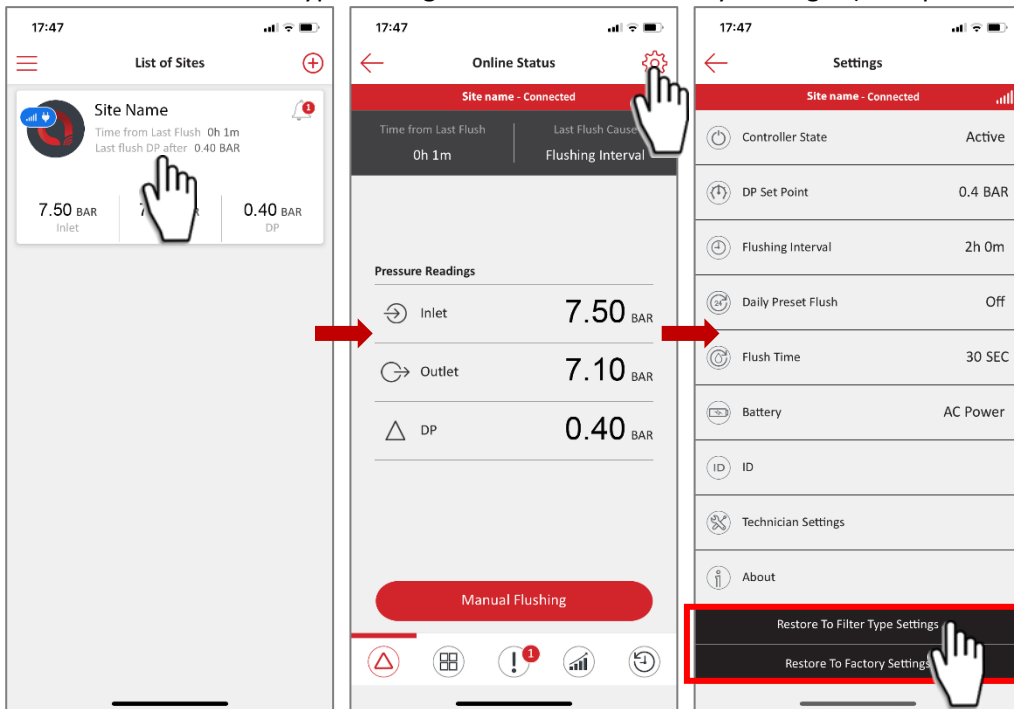 17:47
List of Sites
Site Name
1
Time from Last Flush 0h 1m
Last flush DP after 0.40 BAR
7.50 BAR
0.40 BAR
Inlet
DP
17:47
Online Status
Site name - Connected
Time from Last Flush
Last Flush Cause
0h 1m
Flushing Interval
Pressure Readings
Inlet 7.50 BAR
Outlet 7.10 BAR
DP 0.40 BAR
Manual Flushing
! 1
17:47
Settings
Site name - Connected
Controller State Active
DP Set Point 0.4 BAR
Flushing Interval 2h 0m
24 Daily Preset Flush Off
Flush Time 30 SEC
Battery AC Power
ID ID
Technician Settings
i About
Restore To Filter Type Settings
Restore To Factory Settings